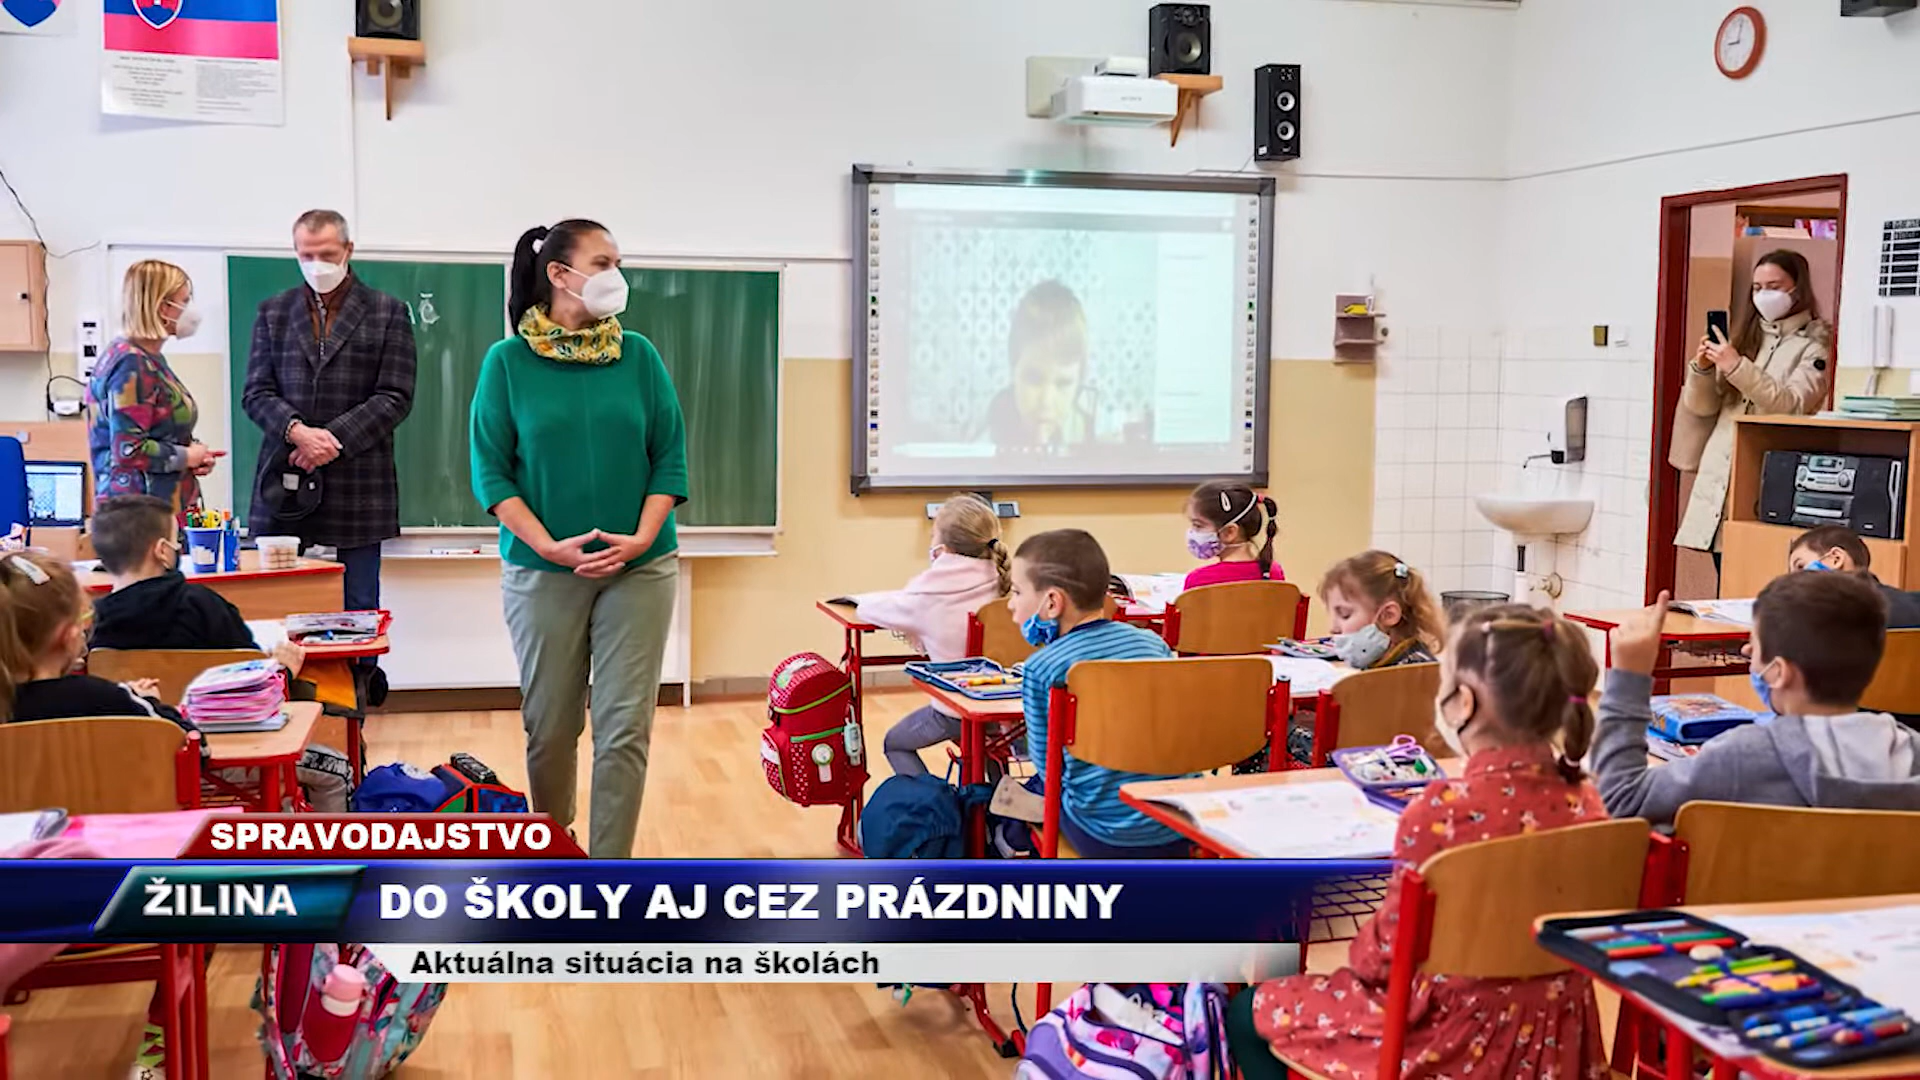 SPRAVODAJSTVO
ŽILINA
DO ŠKOLY AJ CEZ PRÁZDNINY
Aktuálna situácia na školách